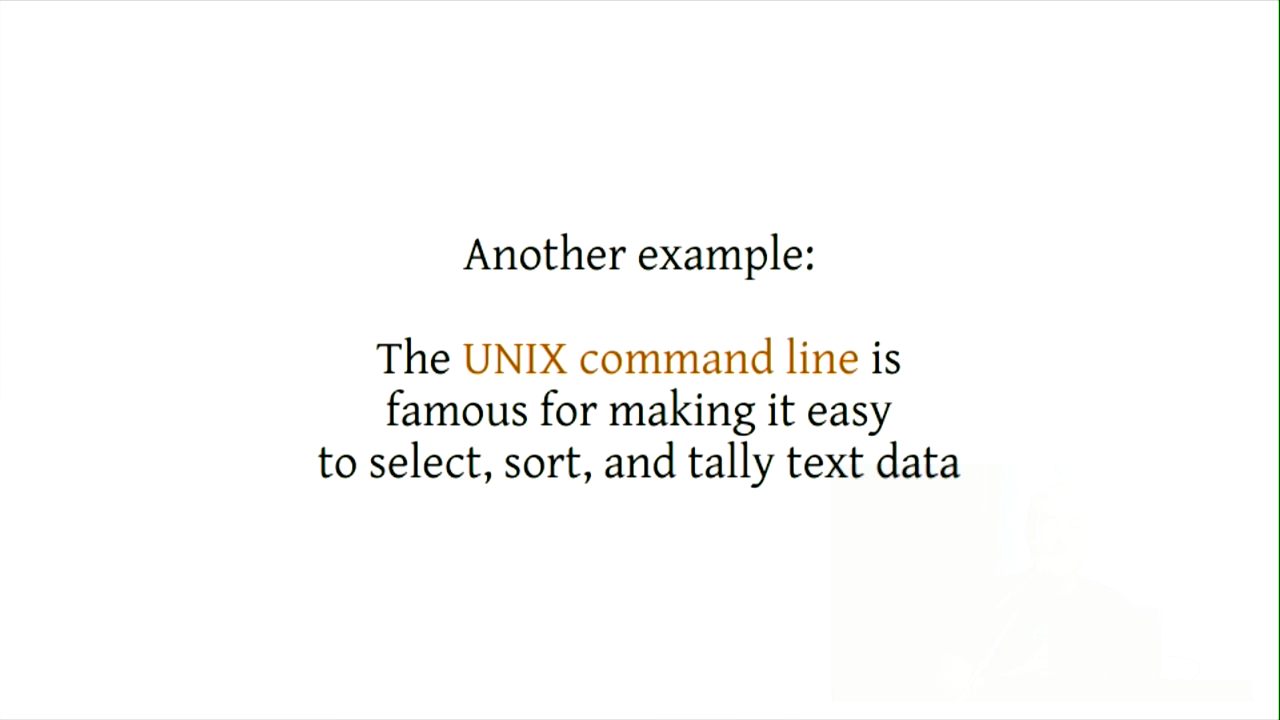 Another example:
The UNIX command line is
famous for making it easy
to select, sort, and tally text data